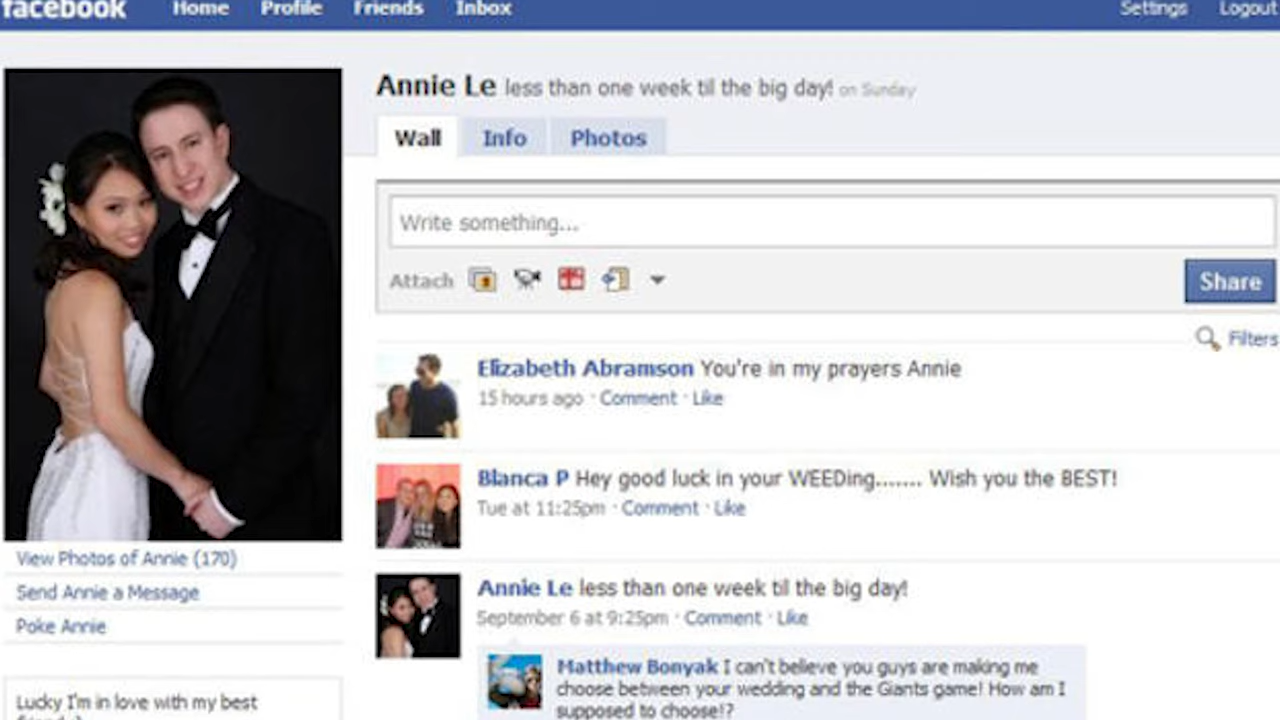 facebook Home Profile Friends Inbox Settings Logout
Annie Le less than one week til the big day! on Sunday
Wall Info Photos
Write something...
Attach Share
Filters
Elizabeth Abramson You're in my prayers Annie
15 hours ago · Comment · Like
Blanca P Hey good luck in your WEEDing....... Wish you the BEST!
Tue at 11:25pm · Comment · Like
View Photos of Annie (170)
Send Annie a Message
Poke Annie
Annie Le less than one week til the big day!
September 6 at 9:25pm · Comment · Like
Matthew Bonyak I can't believe you guys are making me
choose between your wedding and the Giants game! How am I
supposed to choose!?
Lucky I'm in love with my best